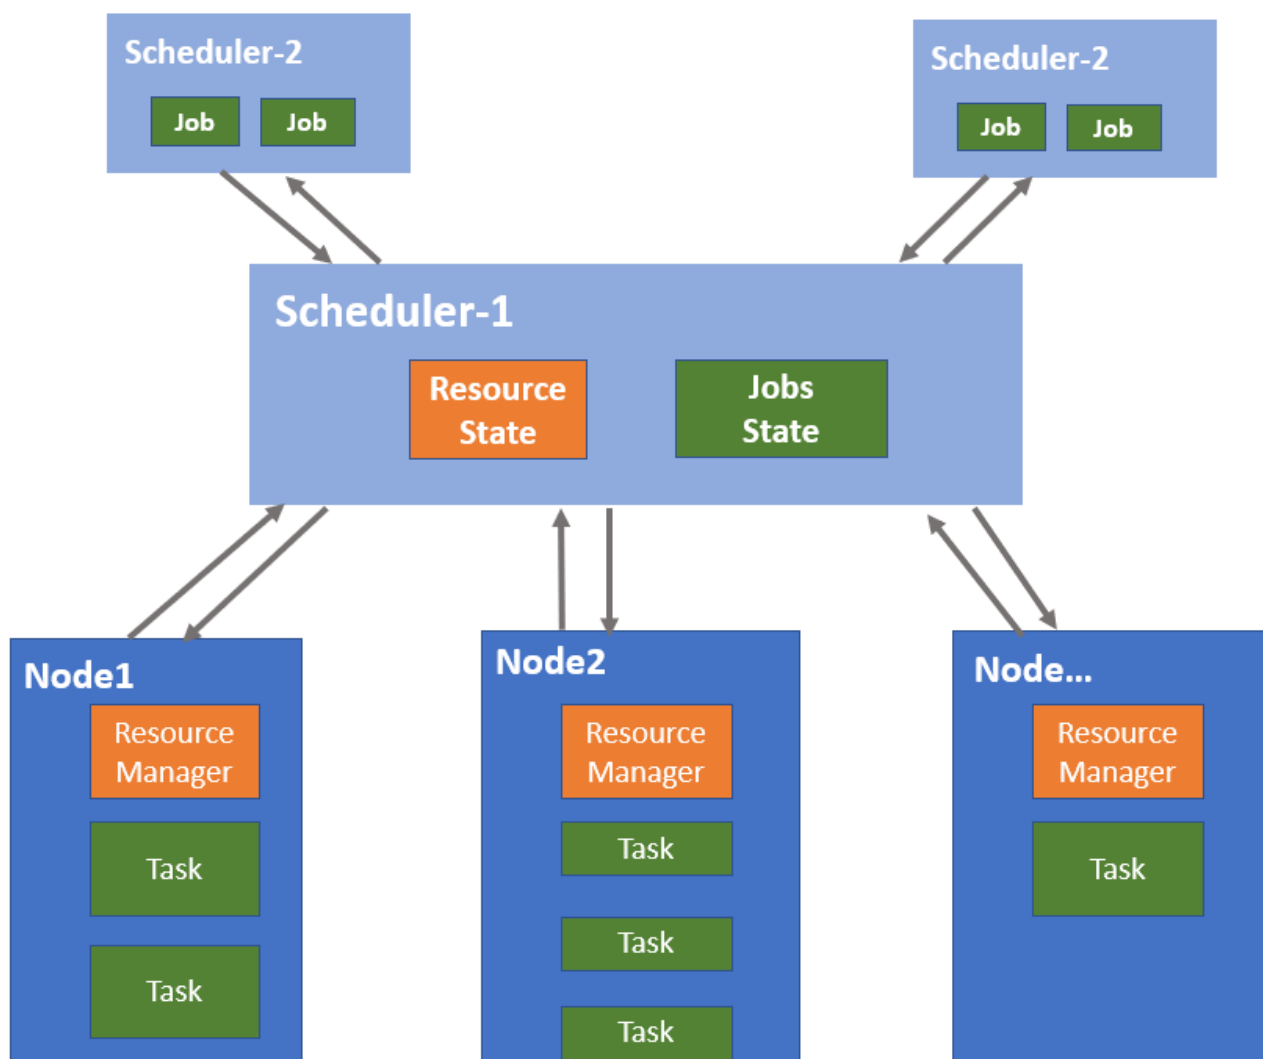 Scheduler-2
Job
Job
Scheduler-2
Job
Job
Scheduler-1
Resource
State
Jobs
State
Node1
Resource
Manager
Task
Task
Node2
Resource
Manager
Task
Task
Task
Node...
Resource
Manager
Task